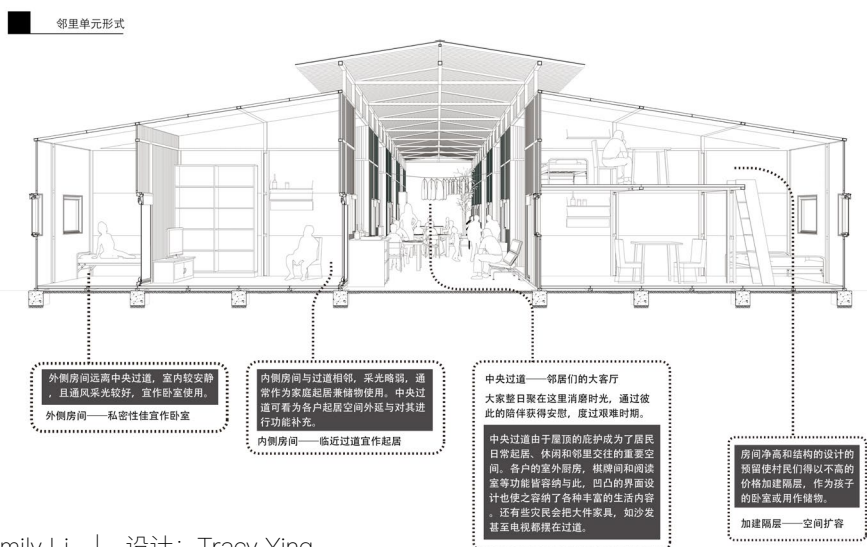 邻里单元形式
外侧房间远离中央过道，室内较安静
，且通风采光较好，宜作卧室使用。
外侧房间——私密性佳宜作卧室
内侧房间与过道相邻，采光略弱，通
常作为家庭起居兼储物使用。中央过
道可看为各户起居空间外延与对其进
行功能补充。
内侧房间——临近过道宜作起居
中央过道——邻居们的大客厅
大家整日聚在这里消磨时光，通过彼
此的陪伴获得安慰，度过艰难时期。
中央过道由于屋顶的庇护成为了居民
日常起居、休闲和邻里交往的重要空
间。各户的室外厨房，棋牌间和阅读
室等功能皆容纳与此，凹凸的界面设
计也使之容纳了各种丰富的生活内容
。还有些灾民会把大件家具，如沙发
甚至电视都摆在过道。
房间净高和结构的设计的
预留使村民们得以不高的
价格加建隔层，作为孩子
的卧室或用作储物。
加建隔层——空间扩容
mily Li | 设计：Tracy Ying